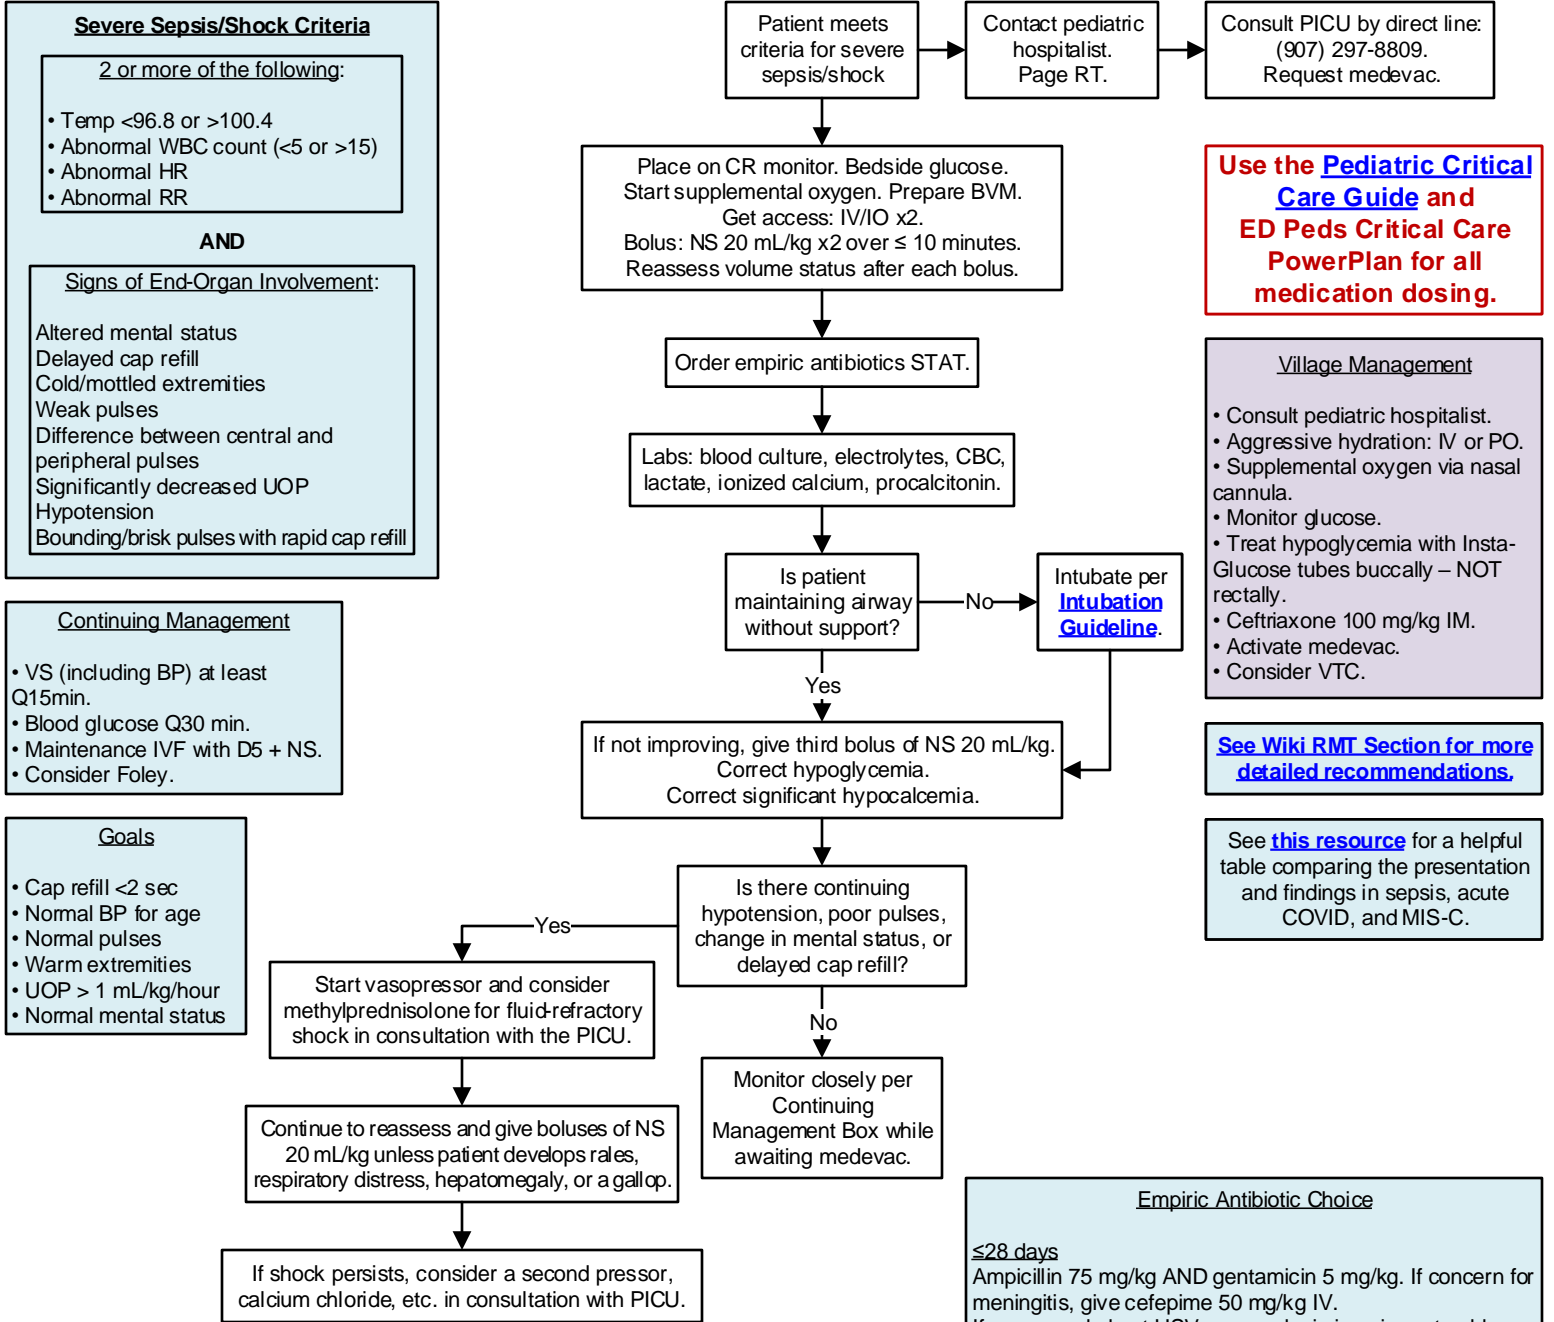 Severe Sepsis/Shock Criteria
2 or more of the following:
• Temp <96.8 or >100.4
• Abnormal WBC count (<5 or >15)
• Abnormal HR
• Abnormal RR
AND
Signs of End-Organ Involvement:
Altered mental status
Delayed cap refill
Cold/mottled extremities
Weak pulses
Difference between central and
peripheral pulses
Significantly decreased UOP
Hypotension
Bounding/brisk pulses with rapid cap refill
Continuing Management
• VS (including BP) at least
Q15min.
• Blood glucose Q30 min.
• Maintenance IVF with D5 + NS.
• Consider Foley.
Goals
• Cap refill <2 sec
• Normal BP for age
• Normal pulses
• Warm extremities
• UOP > 1 mL/kg/hour
• Normal mental status
Patient meets
criteria for severe
sepsis/shock
Contact pediatric
hospitalist.
Page RT.
Consult PICU by direct line:
(907) 297-8809.
Request medevac.
Place on CR monitor. Bedside glucose.
Start supplemental oxygen. Prepare BVM.
Get access: IV/IO x2.
Bolus: NS 20 mL/kg x2 over ≤ 10 minutes.
Reassess volume status after each bolus.
Order empiric antibiotics STAT.
Labs: blood culture, electrolytes, CBC,
lactate, ionized calcium, procalcitonin.
Is patient
maintaining airway
without support?
No
Intubate per
Intubation
Guideline.
Yes
If not improving, give third bolus of NS 20 mL/kg.
Correct hypoglycemia.
Correct significant hypocalcemia.
Is there continuing
hypotension, poor pulses,
change in mental status, or
delayed cap refill?
Yes
Start vasopressor and consider
methylprednisolone for fluid-refractory
shock in consultation with the PICU.
No
Monitor closely per
Continuing
Management Box while
awaiting medevac.
Continue to reassess and give boluses of NS
20 mL/kg unless patient develops rales,
respiratory distress, hepatomegaly, or a gallop.
If shock persists, consider a second pressor,
calcium chloride, etc. in consultation with PICU.
Use the Pediatric Critical
Care Guide and
ED Peds Critical Care
PowerPlan for all
medication dosing.
Village Management
• Consult pediatric hospitalist.
• Aggressive hydration: IV or PO.
• Supplemental oxygen via nasal
cannula.
• Monitor glucose.
• Treat hypoglycemia with Insta-
Glucose tubes buccally – NOT
rectally.
• Ceftriaxone 100 mg/kg IM.
• Activate medevac.
• Consider VTC.
See Wiki RMT Section for more
detailed recommendations.
See this resource for a helpful
table comparing the presentation
and findings in sepsis, acute
COVID, and MIS-C.
Empiric Antibiotic Choice
≤28 days
Ampicillin 75 mg/kg AND gentamicin 5 mg/kg. If concern for
meningitis, give cefepime 50 mg/kg IV.